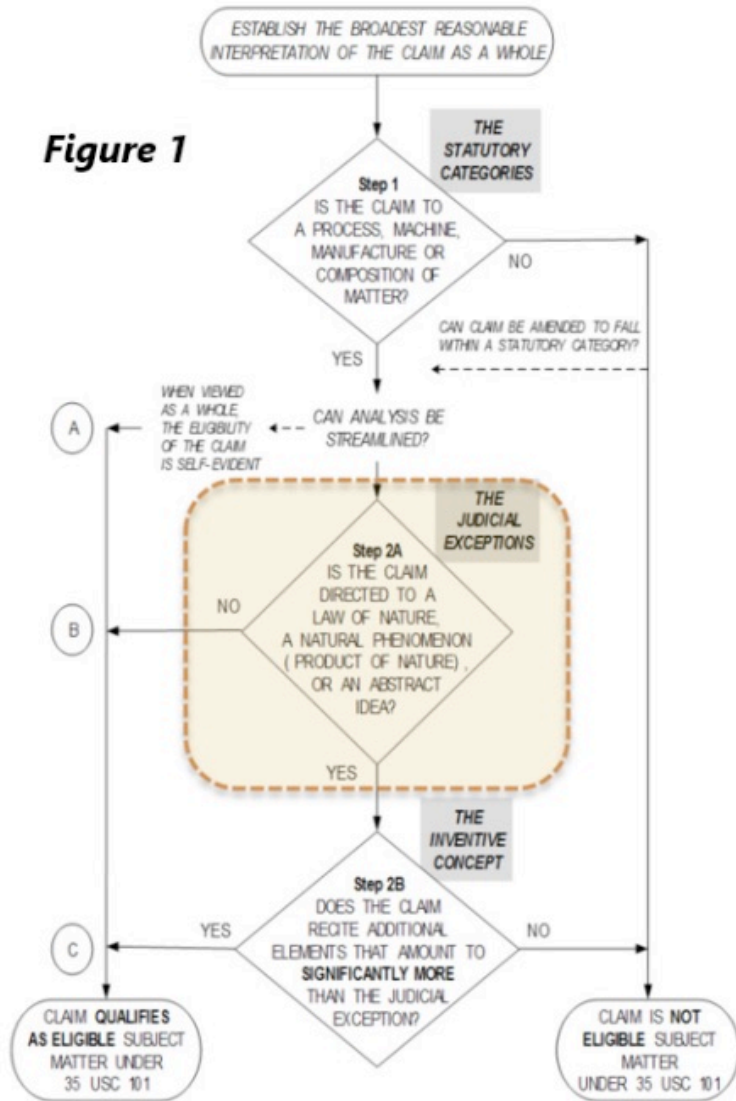 ESTABLISH THE BROADEST REASONABLE
INTERPRETATION OF THE CLAIM AS A WHOLE
Figure 1
THE
STATUTORY
CATEGORIES
Step 1
IS THE CLAIM TO
A PROCESS, MACHINE,
MANUFACTURE OR
COMPOSITION OF
MATTER?
NO
YES
CAN CLAIM BE AMENDED TO FALL
WITHIN A STATUTORY CATEGORY?
A
WHEN VIEWED
AS A WHOLE,
THE ELIGIBILITY
OF THE CLAIM
IS SELF-EVIDENT
CAN ANALYSIS BE
STREAMLINED?
THE
JUDICIAL
EXCEPTIONS
Step 2A
IS THE CLAIM
DIRECTED TO A
LAW OF NATURE,
A NATURAL PHENOMENON
(PRODUCT OF NATURE),
OR AN ABSTRACT
IDEA?
NO
B
YES
THE
INVENTIVE
CONCEPT
Step 2B
DOES THE CLAIM
RECITE ADDITIONAL
ELEMENTS THAT AMOUNT TO
SIGNIFICANTLY MORE
THAN THE JUDICIAL
EXCEPTION?
YES
NO
C
CLAIM QUALIFIES
AS ELIGIBLE SUBJECT
MATTER UNDER
35 USC 101
CLAIM IS NOT
ELIGIBLE SUBJECT
MATTER
UNDER 35 USC 101